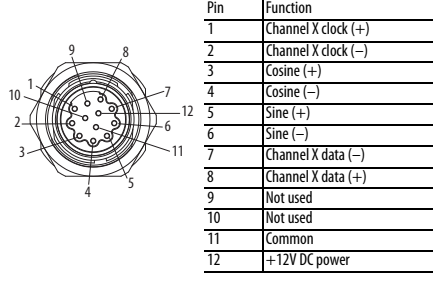 9
8
1
7
10
12
2
6
3
11
4
5
Pin Function
1 Channel X clock (+)
2 Channel X clock (−)
3 Cosine (+)
4 Cosine (−)
5 Sine (+)
6 Sine (−)
7 Channel X data (−)
8 Channel X data (+)
9 Not used
10 Not used
11 Common
12 +12V DC power